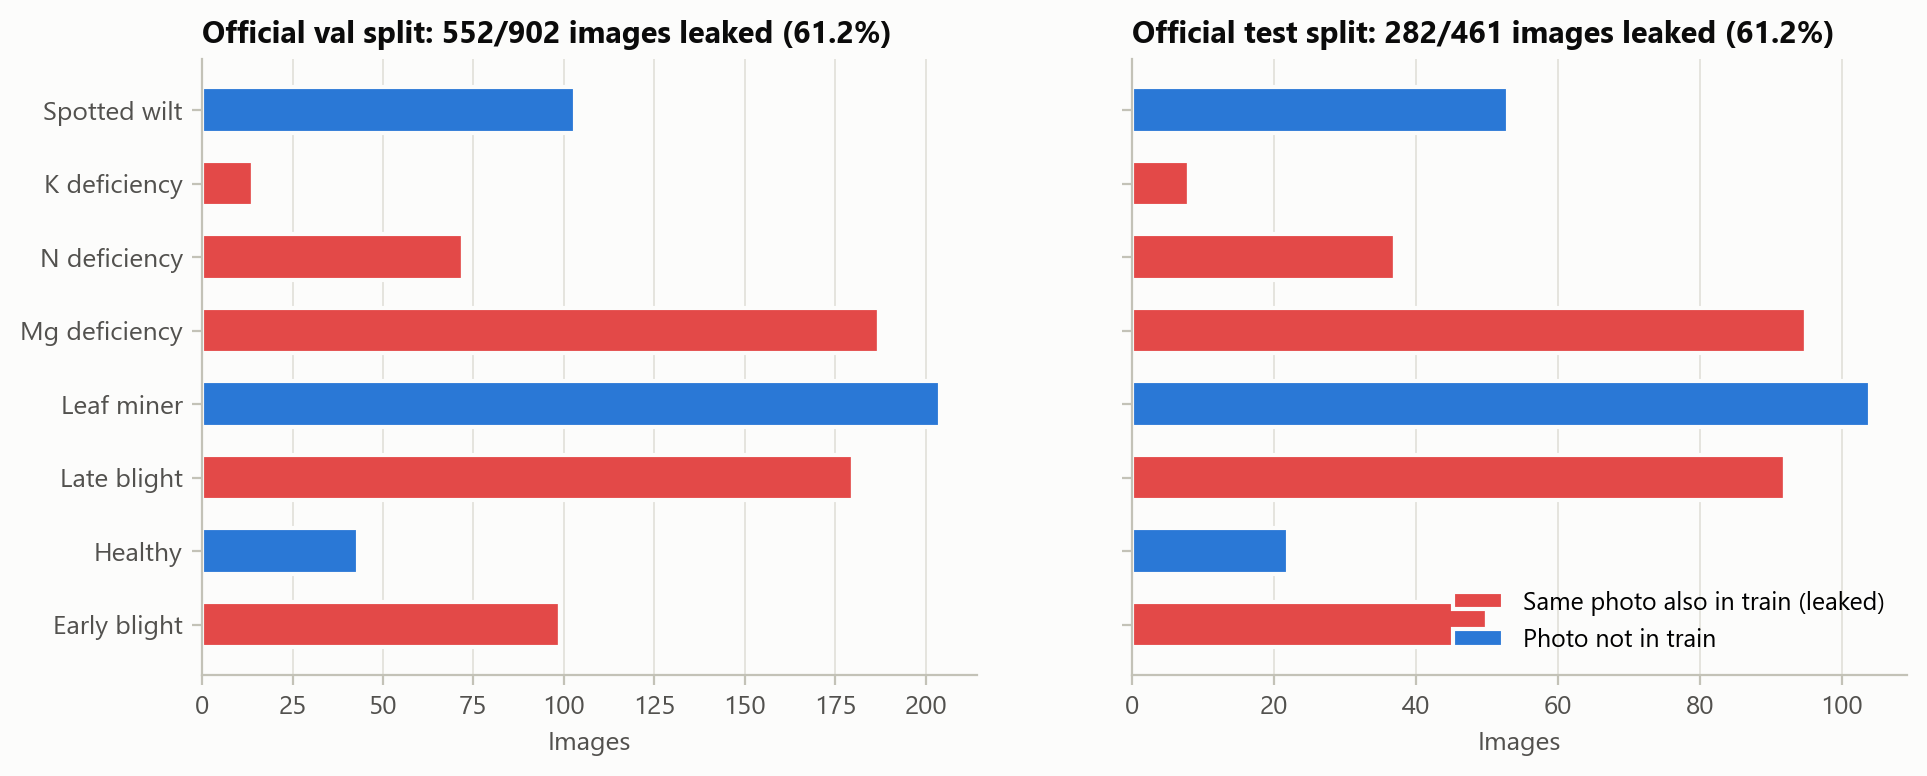 Official val split: 552/902 images leaked (61.2%)
Spotted wilt
K deficiency
N deficiency
Mg deficiency
Leaf miner
Late blight
Healthy
Early blight
0 25 50 75 100 125 150 175 200
Images
Official test split: 282/461 images leaked (61.2%)
Same photo also in train (leaked)
Photo not in train
0 20 40 60 80 100
Images